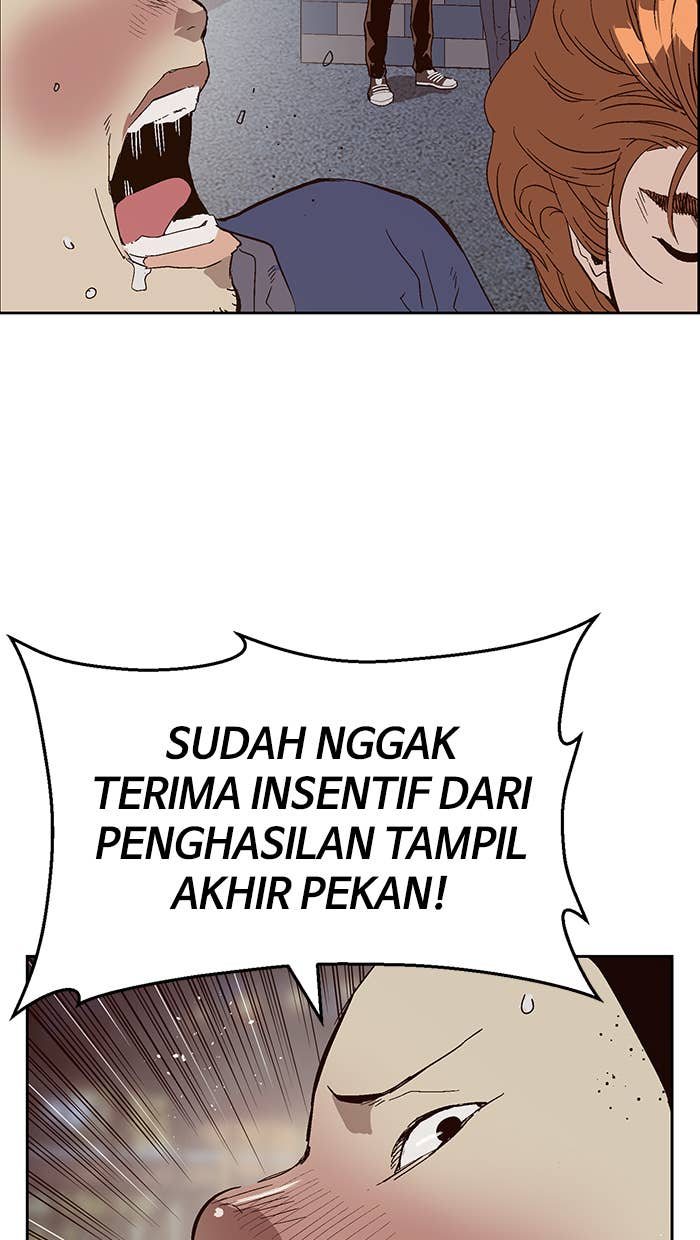 SUDAH NGGAK
TERIMA INSENTIF DARI
PENGHASILAN TAMPIL
AKHIR PEKAN!